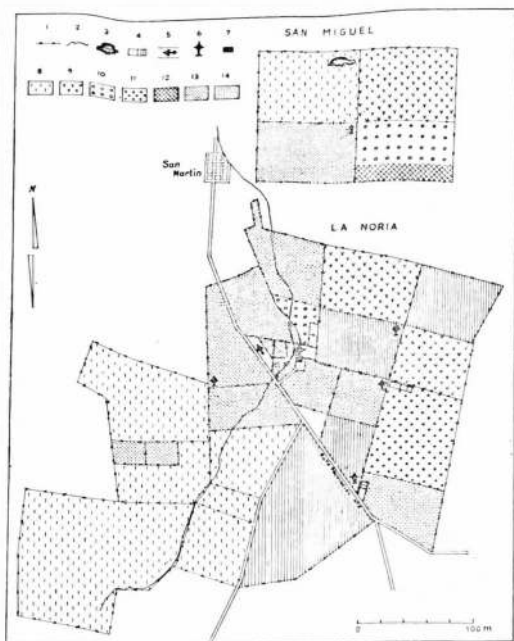 1 2 3 4 5 6 7
8 9 10 11 12 13 14
SAN MIGUEL
San
Martin
N
LA NORIA
0 100 m